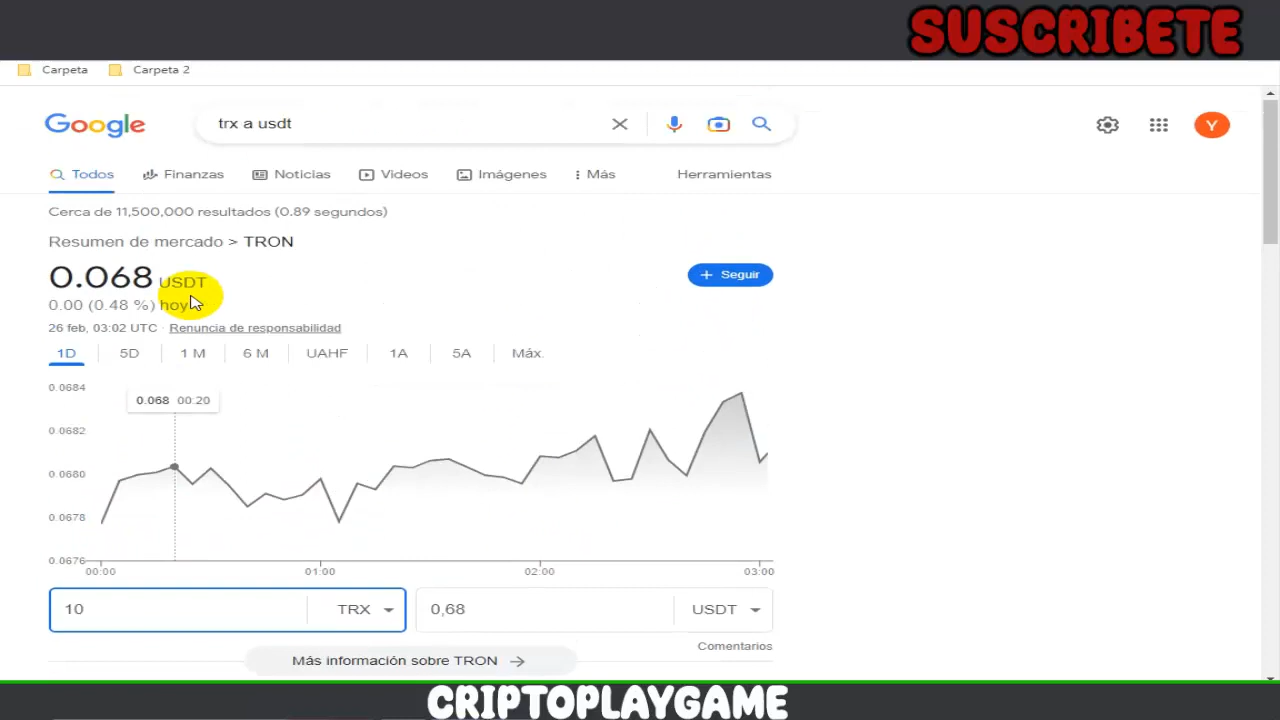 SUSCRIBETE
Carpeta Carpeta 2
Google trx a usdt Y
Todos Finanzas Noticias Videos Imágenes Más Herramientas
Cerca de 11,500,000 resultados (0.89 segundos)
Resumen de mercado > TRON
0.068 USDT
+ Seguir
0.00 (0.48 %) hoy
26 feb, 03:02 UTC · Renuncia de responsabilidad
1D 5D 1 M 6 M UAHF 1A 5A Máx.
0.0684
0.068 00:20
0.0682
0.0680
0.0678
0.0676
00:00 01:00 02:00 03:00
10 TRX 0,68 USDT
Comentarios
Más información sobre TRON
CRIPTOPLAYGAME